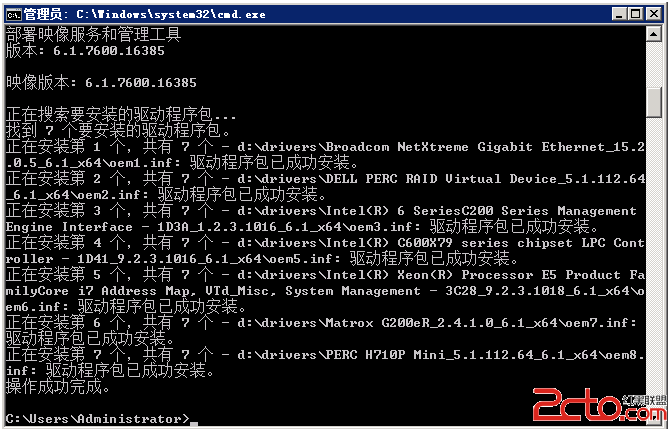 管理员: C:\Windows\system32\cmd.exe
部署映像服务和管理工具
版本: 6.1.7600.16385
映像版本: 6.1.7600.16385
正在搜索要安装的驱动程序包...
找到 7 个要安装的驱动程序包。
正在安装第 1 个，共有 7 个 - d:\drivers\Broadcom NetXtreme Gigabit Ethernet_15.2
.0.5_6.1_x64\oem1.inf: 驱动程序包已成功安装。
正在安装第 2 个，共有 7 个 - d:\drivers\DELL PERC RAID Virtual Device_5.1.112.64
_6.1_x64\oem2.inf: 驱动程序包已成功安装。
正在安装第 3 个，共有 7 个 - d:\drivers\Intel(R) 6 SeriesC200 Series Management
Engine Interface - 1D3A_1.2.3.1016_6.1_x64\oem3.inf: 驱动程序包已成功安装。
正在安装第 4 个，共有 7 个 - d:\drivers\Intel(R) C600X79 series chipset LPC Cont
roller - 1D41_9.2.3.1016_6.1_x64\oem5.inf: 驱动程序包已成功安装。
正在安装第 5 个，共有 7 个 - d:\drivers\Intel(R) Xeon(R) Processor E5 Product Fa
milyCore i7 Address Map, VTd_Misc, System Management - 3C28_9.2.3.1018_6.1_x64\o
em6.inf: 驱动程序包已成功安装。
正在安装第 6 个，共有 7 个 - d:\drivers\Matrox G200eR_2.4.1.0_6.1_x64\oem7.inf:
驱动程序包已成功安装。
正在安装第 7 个，共有 7 个 - d:\drivers\PERC H710P Mini_5.1.112.64_6.1_x64\oem8.
inf: 驱动程序包已成功安装。
操作成功完成。
C:\Users\Administrator>_
2cto.com
红黑联盟